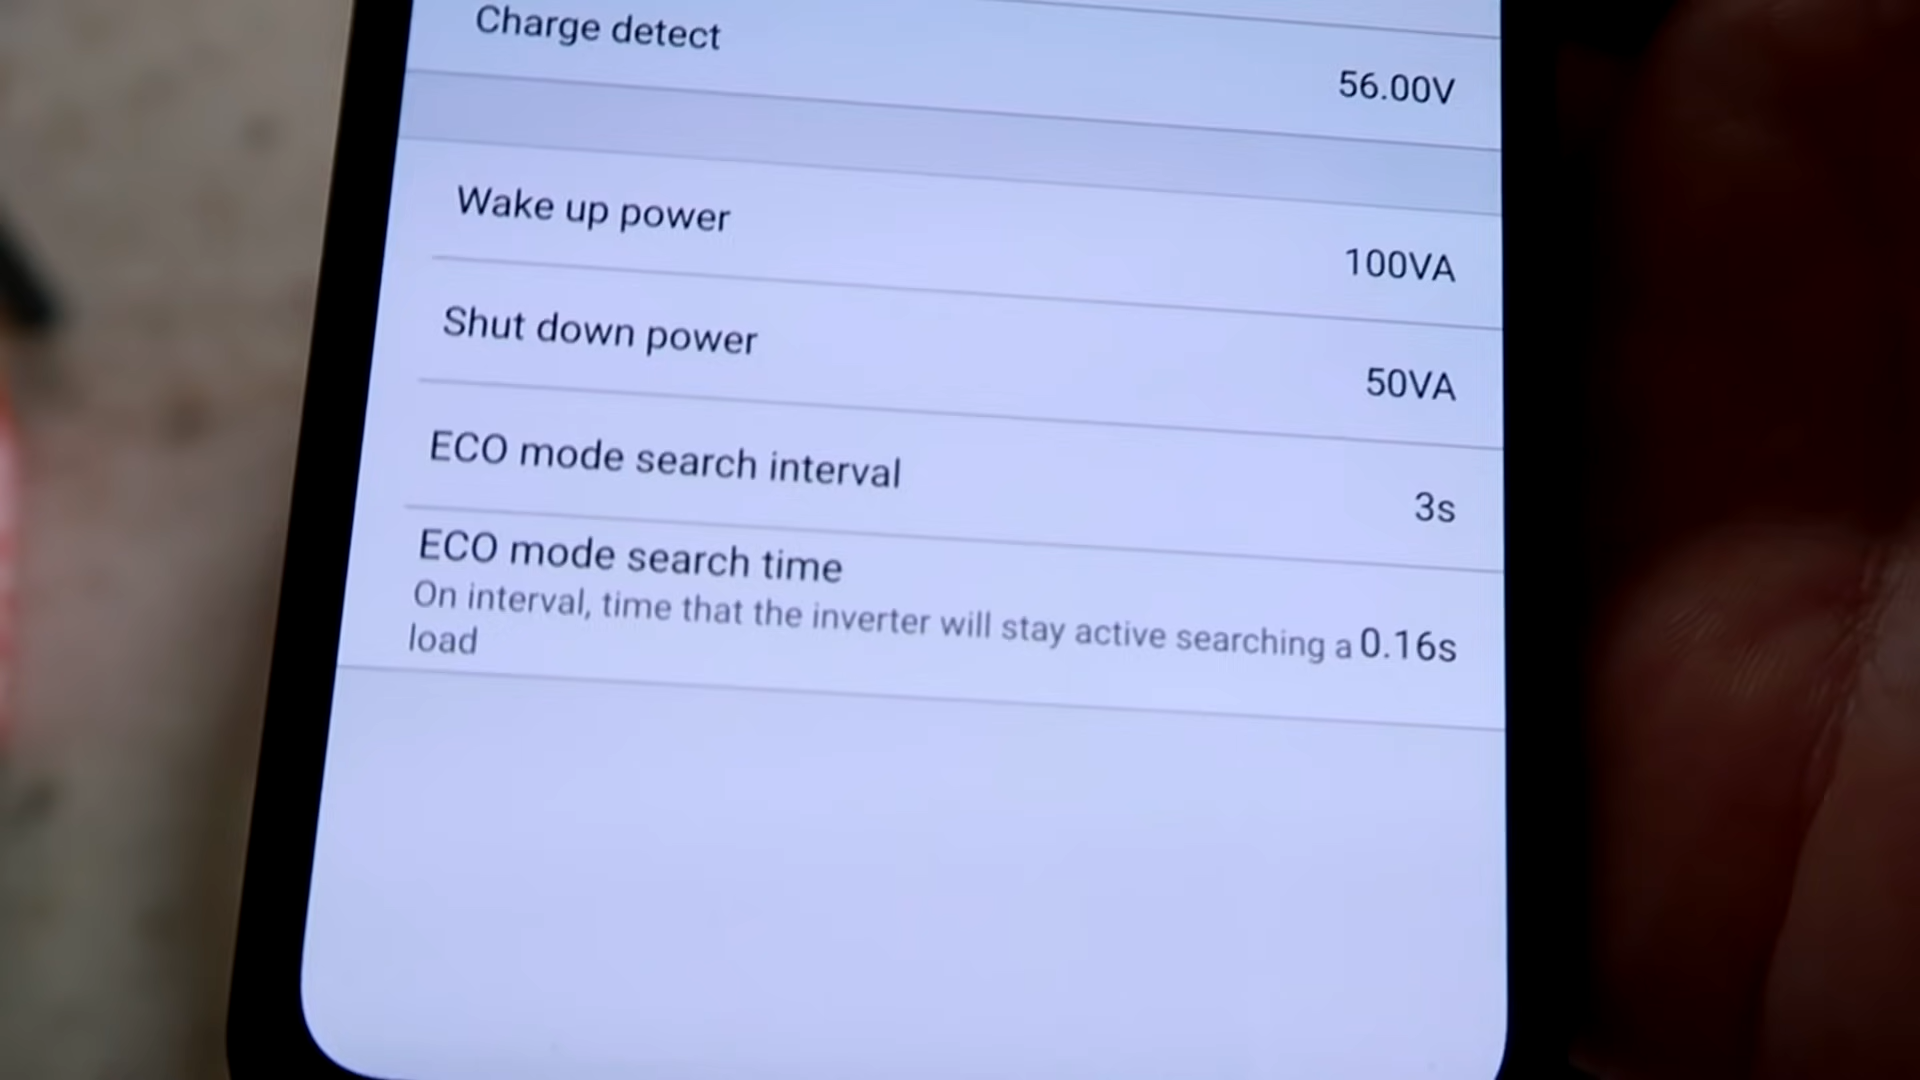 Charge detect
56.00V
Wake up power
100VA
Shut down power
50VA
ECO mode search interval
3s
ECO mode search time
On interval, time that the inverter will stay active searching a
load
0.16s